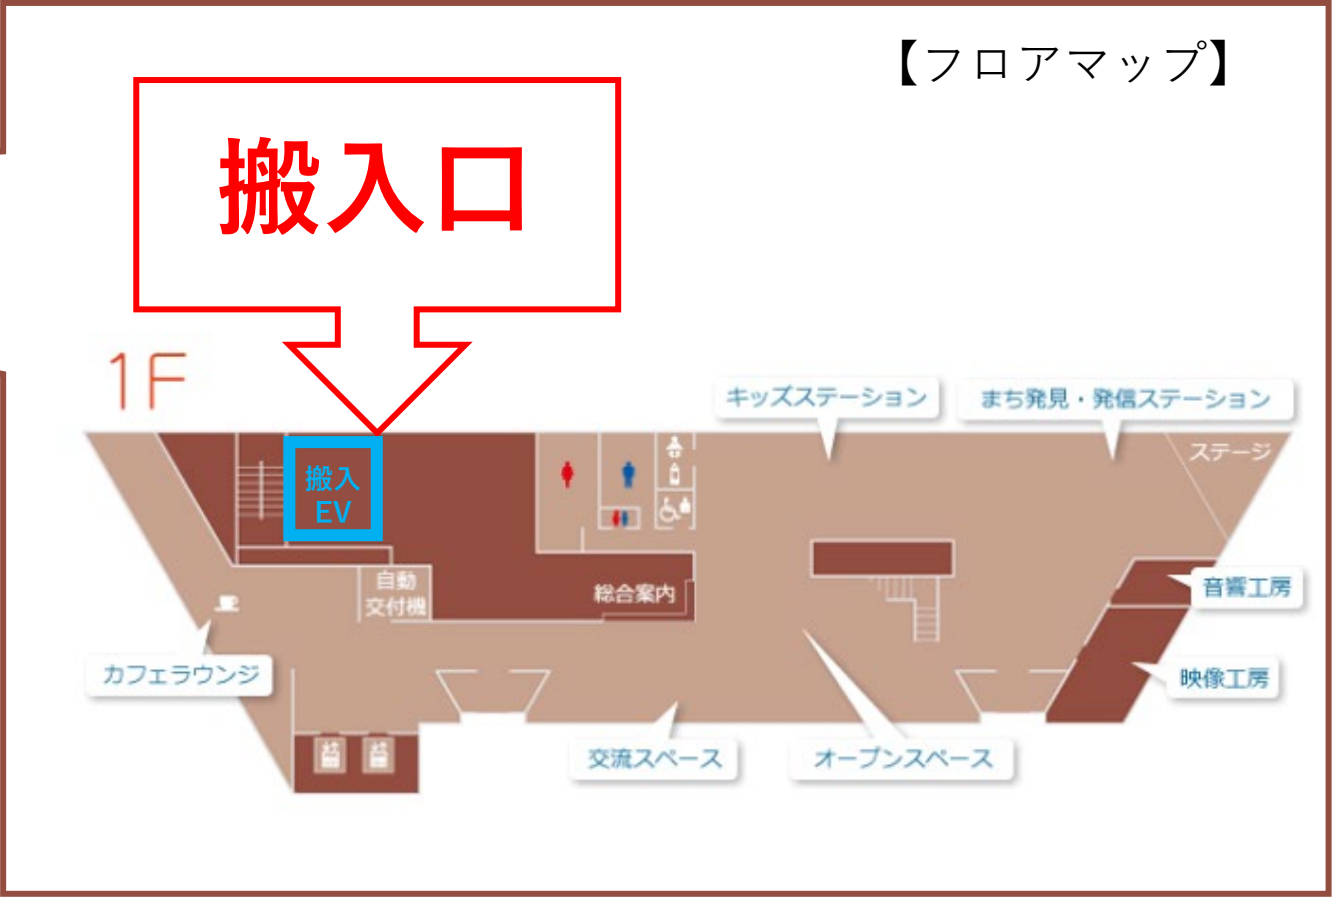 【フロアマップ】
搬入口
1F
キッズステーション
まち発見・発信ステーション
ステージ
搬入
EV
自動
交付機
総合案内
音響工房
カフェラウンジ
映像工房
交流スペース
オープンスペース